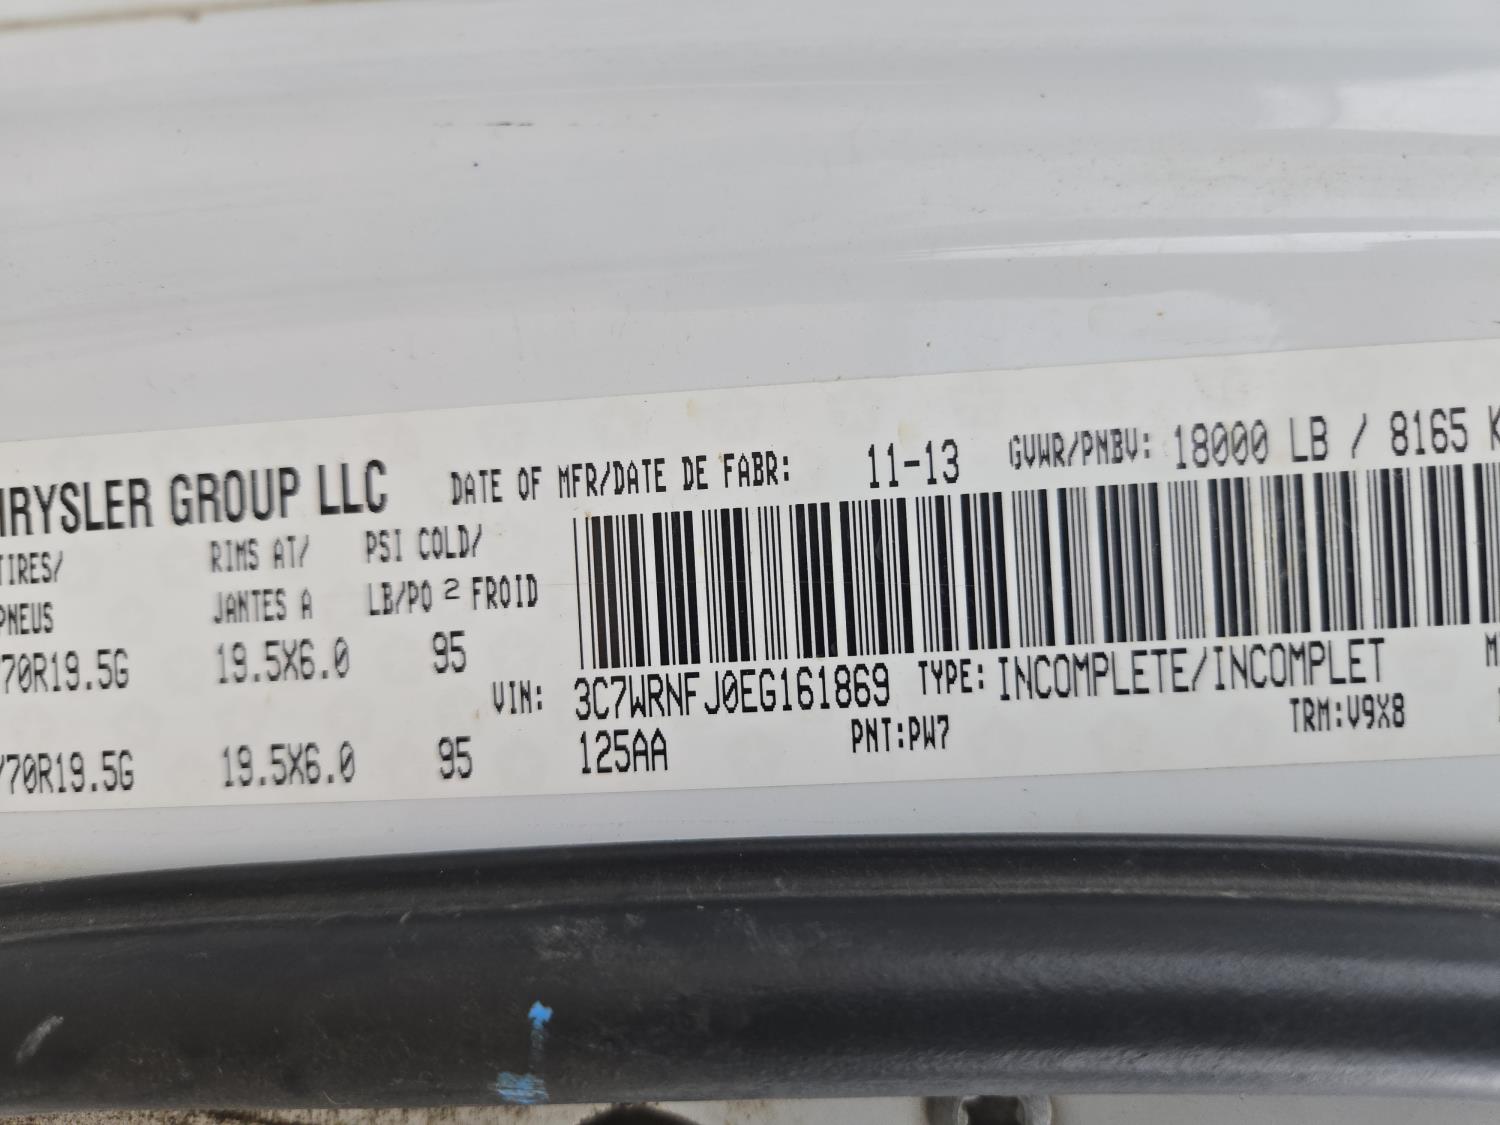 HRYSLER GROUP LLC DATE OF MFR/DATE DE FABR: 11-13 GVWR/PNBV: 18000 LB / 8165 K
TIRES/ RIMS AT/ PSI COLD/
PNEUS JANTES A LB/PO 2 FROID
70R19.5G 19.5X6.0 95
VIN: 3C7WRNFJ0EG161869 TYPE: INCOMPLETE/INCOMPLET M
/70R19.5G 19.5X6.0 95 125AA PNT:PW7 TRM:V9X8